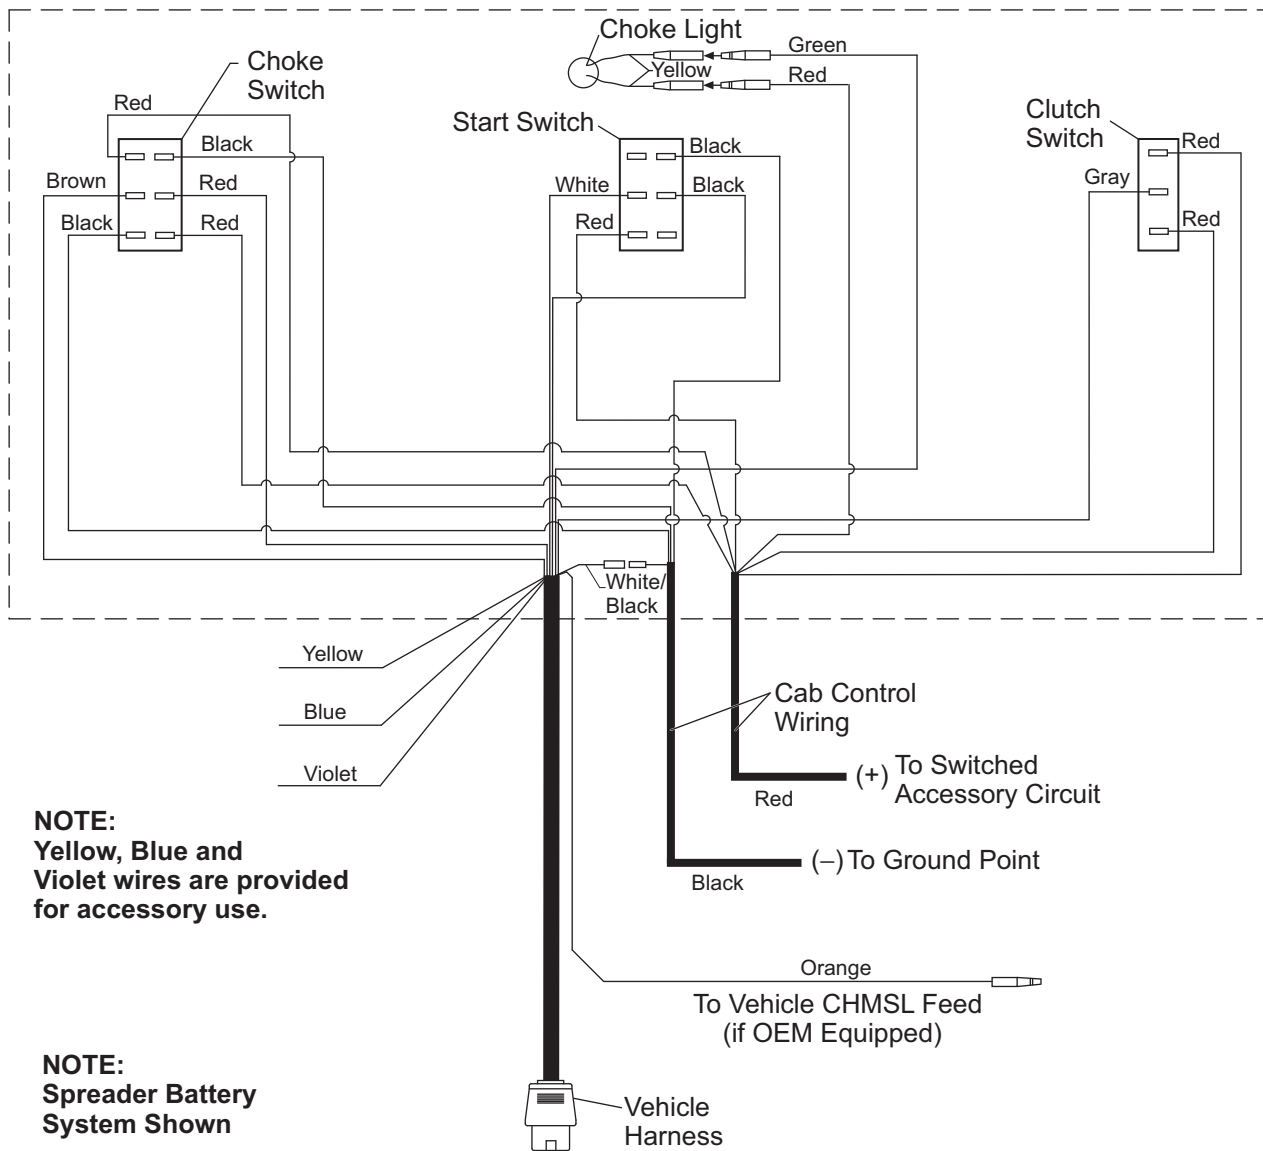 Choke Light
Green
Yellow
Red
Choke
Switch
Red
Black
Brown
Red
Black
Red
Start Switch
Black
White
Black
Red
Clutch
Switch
Red
Gray
Red
White/
Black
Yellow
Blue
Violet
Cab Control
Wiring
(+) To Switched
Accessory Circuit
Red
(–) To Ground Point
Black
NOTE:
Yellow, Blue and
Violet wires are provided
for accessory use.
Orange
To Vehicle CHMSL Feed
(if OEM Equipped)
NOTE:
Spreader Battery
System Shown
Vehicle
Harness